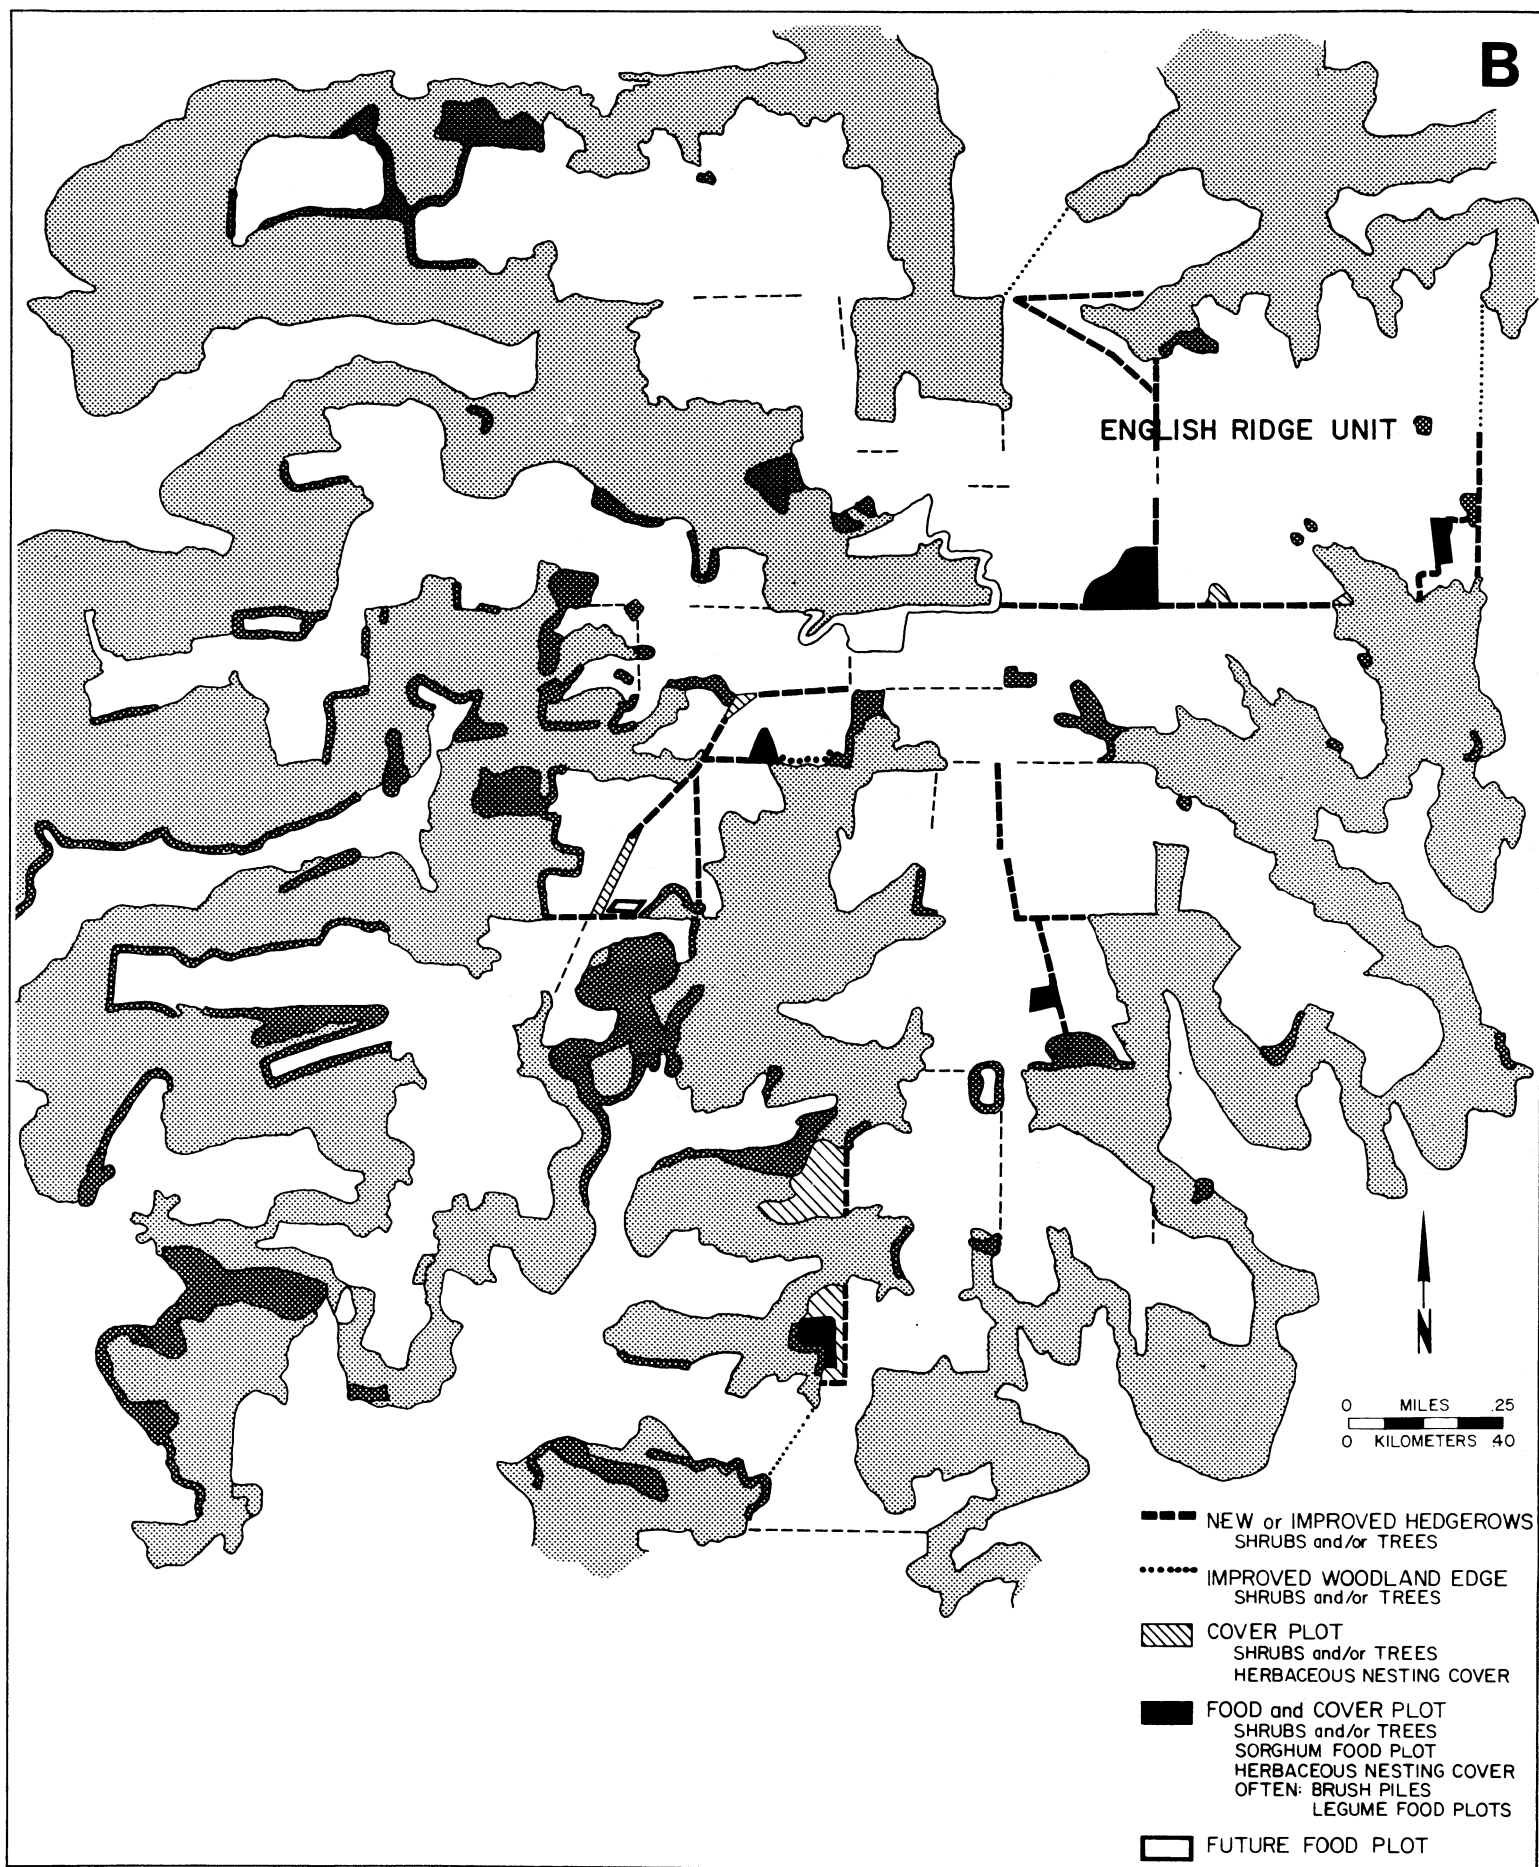 B
ENGLISH RIDGE UNIT
N
0 MILES .25
0 KILOMETERS .40
NEW or IMPROVED HEDGEROWS
SHRUBS and/or TREES
IMPROVED WOODLAND EDGE
SHRUBS and/or TREES
COVER PLOT
SHRUBS and/or TREES
HERBACEOUS NESTING COVER
FOOD and COVER PLOT
SHRUBS and/or TREES
SORGHUM FOOD PLOT
HERBACEOUS NESTING COVER
OFTEN: BRUSH PILES
LEGUME FOOD PLOTS
FUTURE FOOD PLOT